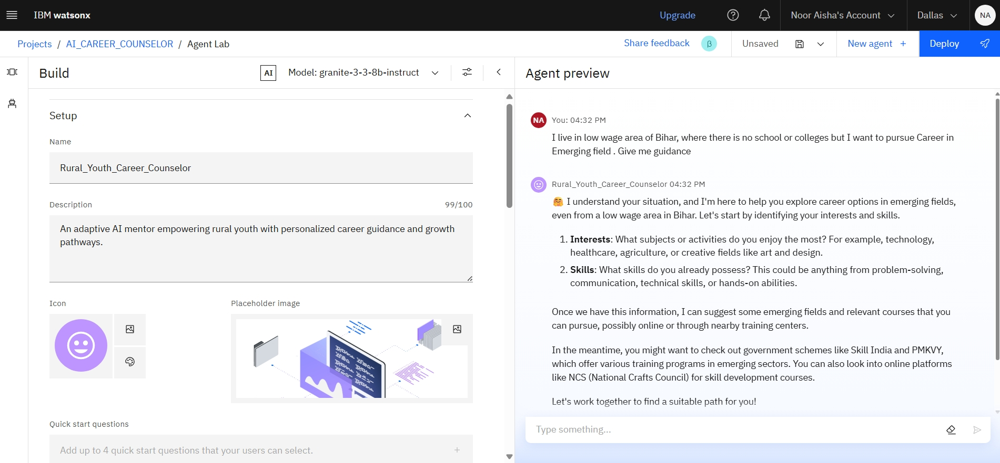 IBM watsonx
Upgrade
Noor Aisha's Account
Dallas
NA
Projects / AI_CAREER_COUNSELOR / Agent Lab
Share feedback
β
Unsaved
New agent +
Deploy
Build
AI
Model: granite-3-3-8b-instruct
Setup
Name
Rural_Youth_Career_Counselor
Description
99/100
An adaptive AI mentor empowering rural youth with personalized career guidance and growth
pathways.
Icon
Placeholder image
Quick start questions
Add up to 4 quick start questions that your users can select.
+
Agent preview
NA
You: 04:32 PM
I live in low wage area of Bihar, where there is no school or colleges but I want to pursue Career in
Emerging field . Give me guidance
Rural_Youth_Career_Counselor 04:32 PM
🤗 I understand your situation, and I'm here to help you explore career options in emerging fields,
even from a low wage area in Bihar. Let's start by identifying your interests and skills.
1. Interests: What subjects or activities do you enjoy the most? For example, technology,
healthcare, agriculture, or creative fields like art and design.
2. Skills: What skills do you already possess? This could be anything from problem-solving,
communication, technical skills, or hands-on abilities.
Once we have this information, I can suggest some emerging fields and relevant courses that you
can pursue, possibly online or through nearby training centers.
In the meantime, you might want to check out government schemes like Skill India and PMKVY,
which offer various training programs in emerging sectors. You can also look into online platforms
like NCS (National Crafts Council) for skill development courses.
Let's work together to find a suitable path for you!
Type something...